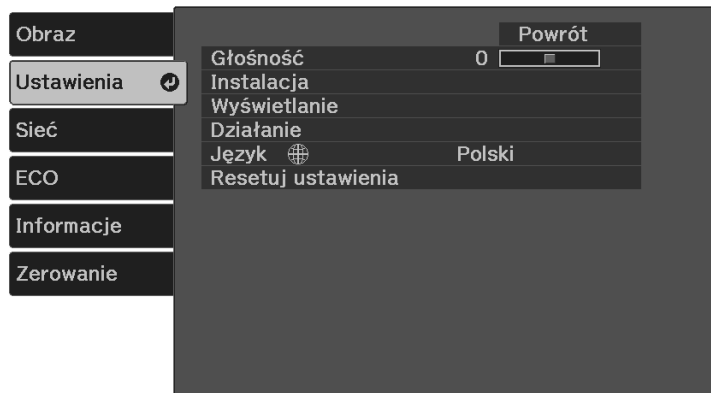 Obraz
Ustawienia
Sieć
ECO
Informacje
Zerowanie
Powrót
Głośność 0
Instalacja
Wyświetlanie
Działanie
Język Polski
Resetuj ustawienia